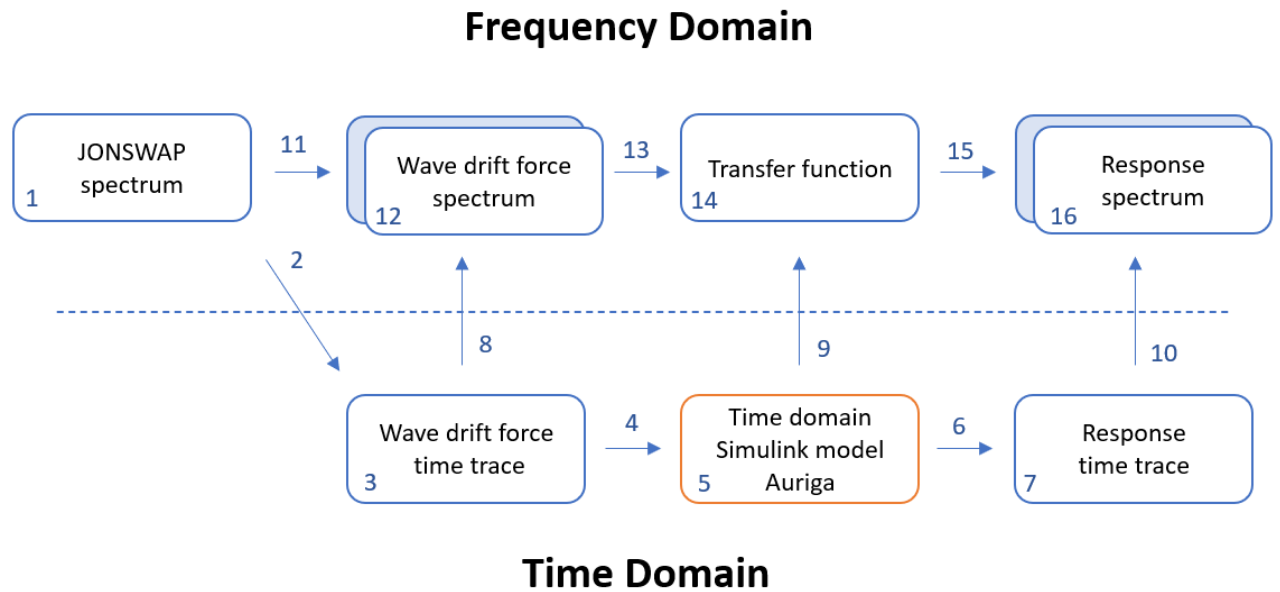 Frequency Domain
JONSWAP
spectrum
1
11
Wave drift force
spectrum
12
13
Transfer function
14
15
Response
spectrum
16
2
8
9
10
Wave drift force
time trace
3
4
Time domain
Simulink model
Auriga
5
6
Response
time trace
7
Time Domain